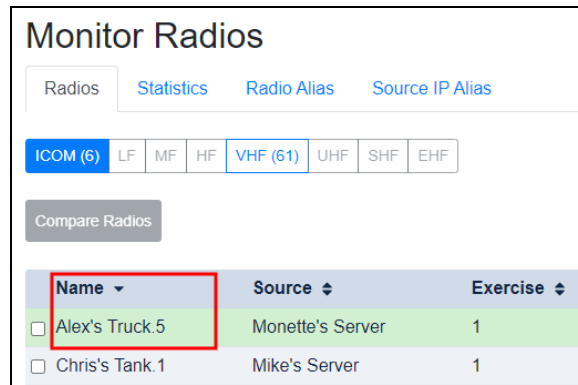 Monitor Radios
Radios Statistics Radio Alias Source IP Alias
ICOM (6) LF MF HF VHF (61) UHF SHF EHF
Compare Radios
Name Source Exercise
Alex's Truck.5 Monette's Server 1
Chris's Tank.1 Mike's Server 1